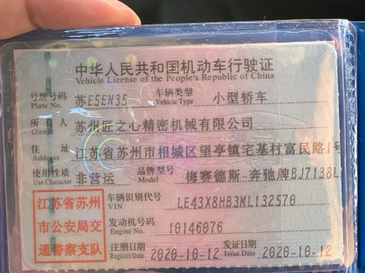 中华人民共和国机动车行驶证
Vehicle License of the People's Republic of China
号牌号码 苏E5EN35 车辆类型 小型轿车
Plate No. Vehicle Type
所有人 苏州匠之心精密机械有限公司
Owner
住址 江苏省苏州市相城区望亭镇宅基村富民路1号
Address
使用性质 非营运 品牌型号 梅赛德斯-奔驰牌BJ7138L
Use Character Model
江苏省苏州
市公安局交
通警察支队
车辆识别代号 LE43X8HB3ML132570
VIN
发动机号码 10146076
Engine No.
注册日期 2020-10-12 发证日期 2020-10-12
Register Date Issue Date